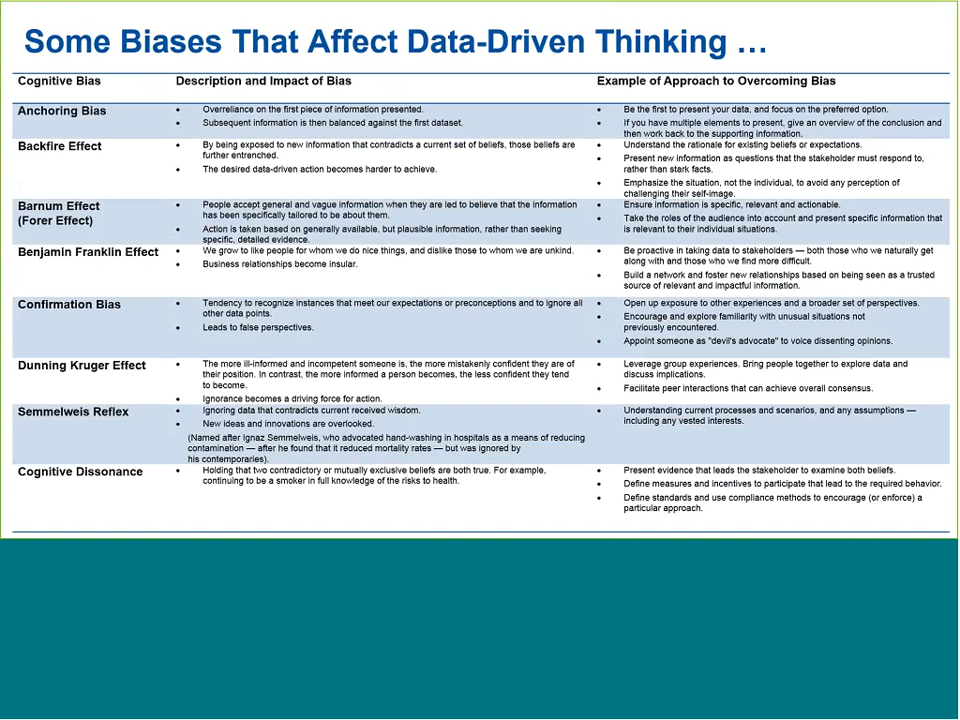 Some Biases That Affect Data-Driven Thinking …
Cognitive Bias
Description and Impact of Bias
Example of Approach to Overcoming Bias
Anchoring Bias
• Overreliance on the first piece of information presented.
• Subsequent information is then balanced against the first dataset.
• Be the first to present your data, and focus on the preferred option.
• If you have multiple elements to present, give an overview of the conclusion and
then work back to the supporting information.
Backfire Effect
• By being exposed to new information that contradicts a current set of beliefs, those beliefs are
further entrenched.
• The desired data-driven action becomes harder to achieve.
• Understand the rationale for existing beliefs or expectations.
• Present new information as questions that the stakeholder must respond to,
rather than stark facts.
• Emphasize the situation, not the individual, to avoid any perception of
challenging their self-image.
Barnum Effect
(Forer Effect)
• People accept general and vague information when they are led to believe that the information
has been specifically tailored to be about them.
• Action is taken based on generally available, but plausible information, rather than seeking
specific, detailed evidence.
• Ensure information is specific, relevant and actionable.
• Take the roles of the audience into account and present specific information that
is relevant to their individual situations.
Benjamin Franklin Effect
• We grow to like people for whom we do nice things, and dislike those to whom we are unkind.
• Business relationships become insular.
• Be proactive in taking data to stakeholders — both those who we naturally get
along with and those who we find more difficult.
• Build a network and foster new relationships based on being seen as a trusted
source of relevant and impactful information.
Confirmation Bias
• Tendency to recognize instances that meet our expectations or preconceptions and to ignore all
other data points.
• Leads to false perspectives.
• Open up exposure to other experiences and a broader set of perspectives.
• Encourage and explore familiarity with unusual situations not
previously encountered.
• Appoint someone as "devil's advocate" to voice dissenting opinions.
Dunning Kruger Effect
• The more ill-informed and incompetent someone is, the more mistakenly confident they are of
their position. In contrast, the more informed a person becomes, the less confident they tend
to become.
• Ignorance becomes a driving force for action.
• Leverage group experiences. Bring people together to explore data and
discuss implications.
• Facilitate peer interactions that can achieve overall consensus.
Semmelweis Reflex
• Ignoring data that contradicts current received wisdom.
• New ideas and innovations are overlooked.
(Named after Ignaz Semmelweis, who advocated hand-washing in hospitals as a means of reducing
contamination — after he found that it reduced mortality rates — but was ignored by
his contemporaries).
• Understanding current processes and scenarios, and any assumptions —
including any vested interests.
Cognitive Dissonance
• Holding that two contradictory or mutually exclusive beliefs are both true. For example,
continuing to be a smoker in full knowledge of the risks to health.
• Present evidence that leads the stakeholder to examine both beliefs.
• Define measures and incentives to participate that lead to the required behavior.
• Define standards and use compliance methods to encourage (or enforce) a
particular approach.